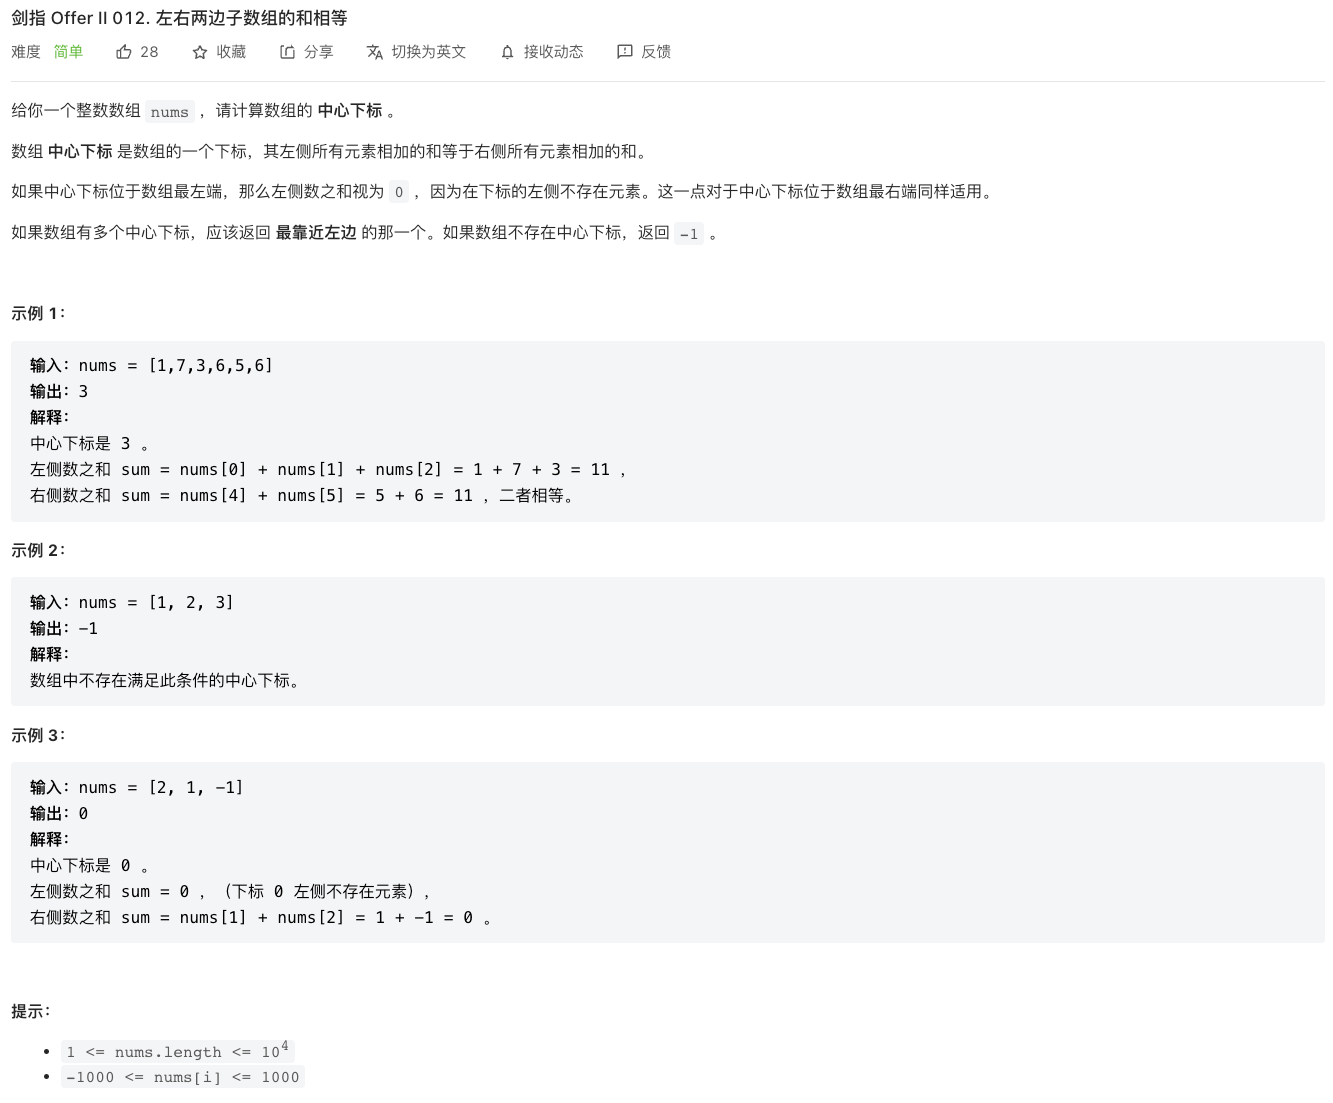 剑指 Offer II 012. 左右两边子数组的和相等
难度 简单 28 收藏 分享 切换为英文 接收动态 反馈
给你一个整数数组 nums ，请计算数组的 中心下标 。
数组 中心下标 是数组的一个下标，其左侧所有元素相加的和等于右侧所有元素相加的和。
如果中心下标位于数组最左端，那么左侧数之和视为 0 ，因为在下标的左侧不存在元素。这一点对于中心下标位于数组最右端同样适用。
如果数组有多个中心下标，应该返回 最靠近左边 的那一个。如果数组不存在中心下标，返回 -1 。
示例 1：
输入：nums = [1,7,3,6,5,6]
输出：3
解释：
中心下标是 3 。
左侧数之和 sum = nums[0] + nums[1] + nums[2] = 1 + 7 + 3 = 11 ，
右侧数之和 sum = nums[4] + nums[5] = 5 + 6 = 11 ，二者相等。
示例 2：
输入：nums = [1, 2, 3]
输出：-1
解释：
数组中不存在满足此条件的中心下标。
示例 3：
输入：nums = [2, 1, -1]
输出：0
解释：
中心下标是 0 。
左侧数之和 sum = 0 ，（下标 0 左侧不存在元素），
右侧数之和 sum = nums[1] + nums[2] = 1 + -1 = 0 。
提示：
• 1 <= nums.length <= 10⁴
• -1000 <= nums[i] <= 1000